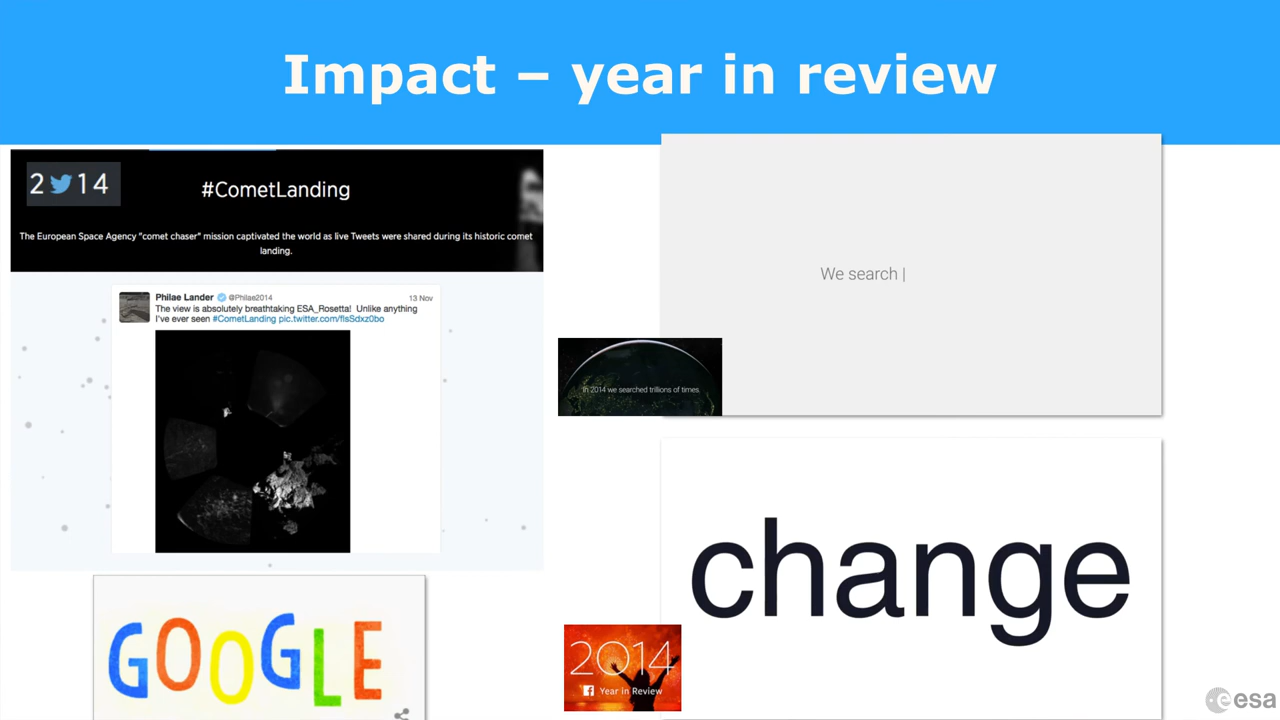 Impact – year in review
2 14
#CometLanding
The European Space Agency "comet chaser" mission captivated the world as live Tweets were shared during its historic comet
landing.
Philae Lander @Philae2014 13 Nov
The view is absolutely breathtaking ESA_Rosetta! Unlike anything
I've ever seen #CometLanding pic.twitter.com/flsSdxz0bo
GOOGLE
We search |
In 2014 we searched trillions of times.
change
2014
f Year in Review
esa